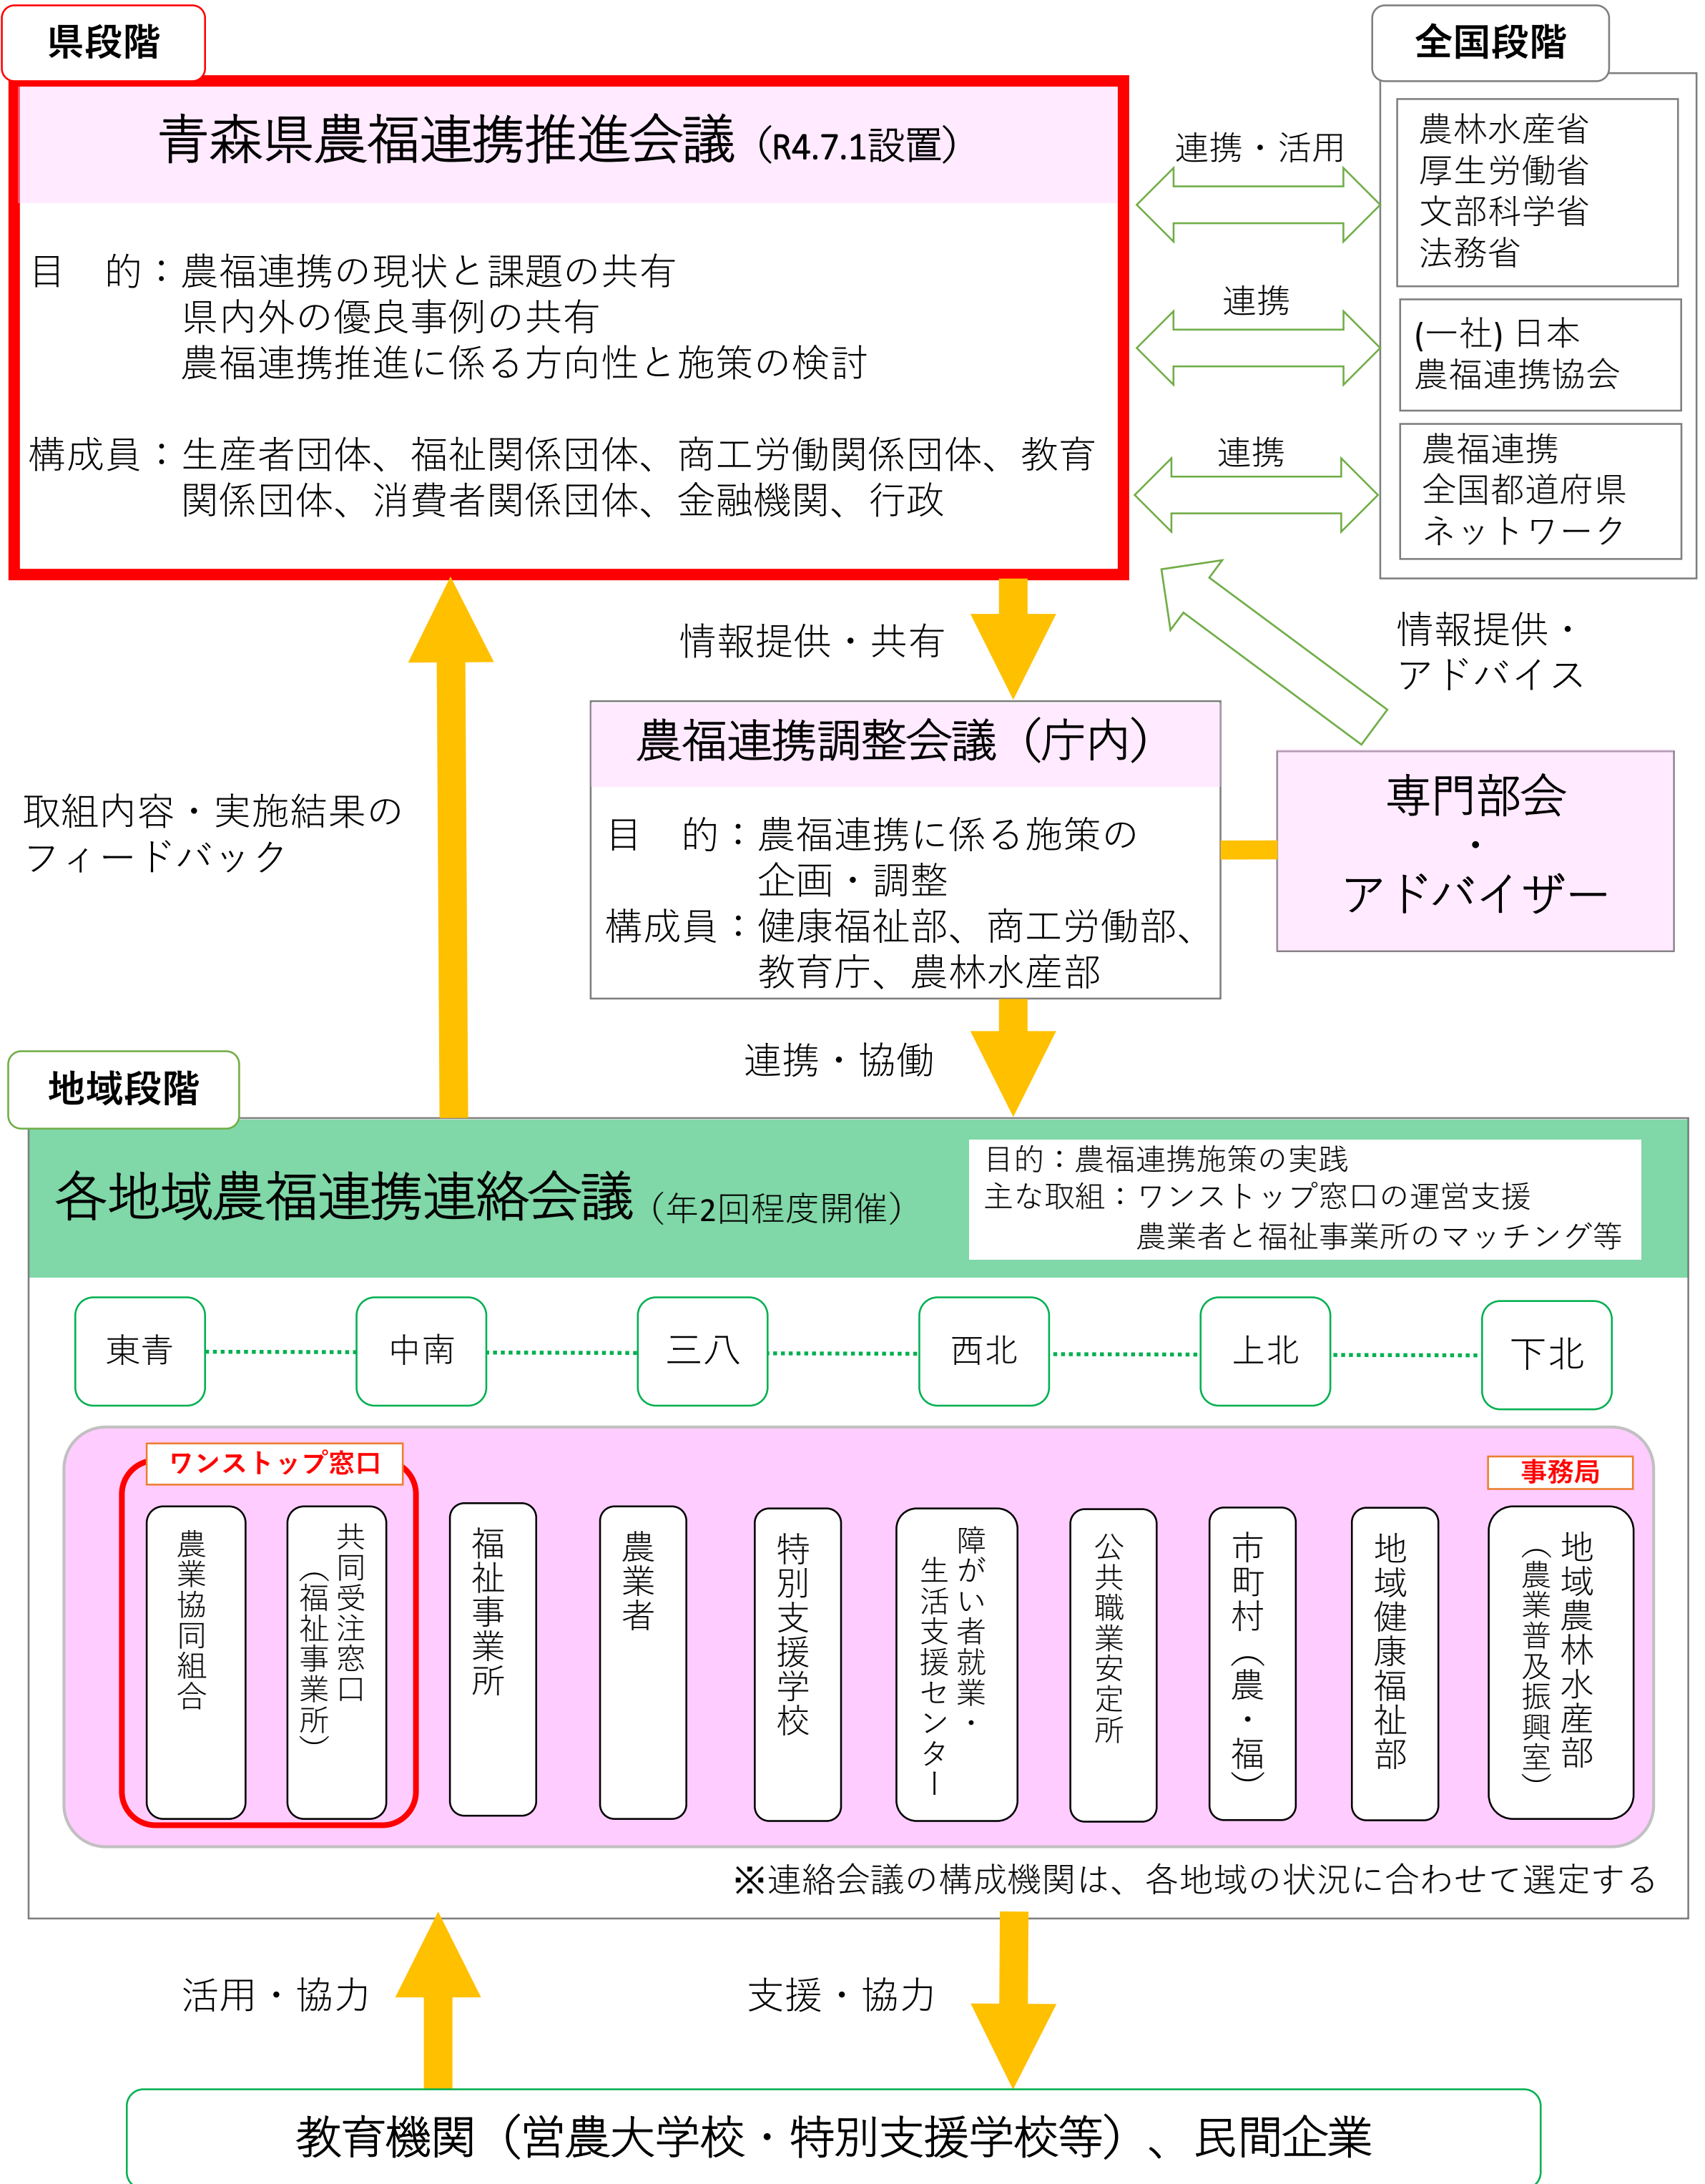 県段階
青森県農福連携推進会議（R4.7.1設置）
目　的：農福連携の現状と課題の共有
県内外の優良事例の共有
農福連携推進に係る方向性と施策の検討
構成員：生産者団体、福祉関係団体、商工労働関係団体、教育
関係団体、消費者関係団体、金融機関、行政
連携・活用
連携
連携
全国段階
農林水産省
厚生労働省
文部科学省
法務省
(一社) 日本
農福連携協会
農福連携
全国都道府県
ネットワーク
情報提供・共有
情報提供・
アドバイス
取組内容・実施結果の
フィードバック
農福連携調整会議（庁内）
目　的：農福連携に係る施策の
企画・調整
構成員：健康福祉部、商工労働部、
教育庁、農林水産部
専門部会
・
アドバイザー
連携・協働
地域段階
各地域農福連携連絡会議（年2回程度開催）
目的：農福連携施策の実践
主な取組：ワンストップ窓口の運営支援
農業者と福祉事業所のマッチング等
東青
中南
三八
西北
上北
下北
ワンストップ窓口
事務局
農業協同組合
共同受注窓口
（福祉事業所）
福祉事業所
農業者
特別支援学校
障がい者就業・
生活支援センター
公共職業安定所
市町村（農・福）
地域健康福祉部
地域農林水産部
（農業普及振興室）
※連絡会議の構成機関は、各地域の状況に合わせて選定する
活用・協力
支援・協力
教育機関（営農大学校・特別支援学校等）、民間企業